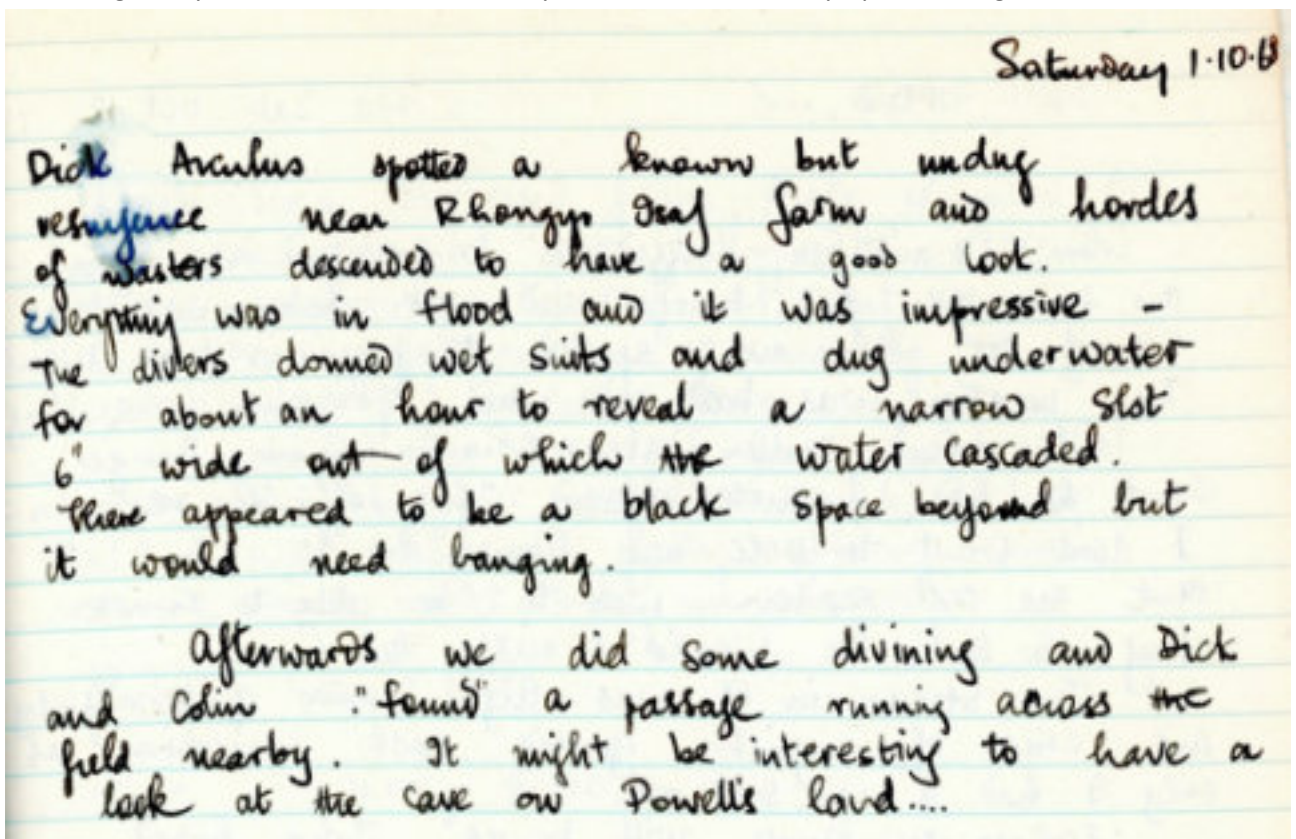 Saturday 1.10.6
Dick Arculus spotted a known but undug
resurgence near Rhongyr Isaf farm and hordes
of wasters descended to have a good look.
Everything was in flood and it was impressive –
The divers donned wet suits and dug underwater
for about an hour to reveal a narrow slot
6" wide out of which the water cascaded.
There appeared to be a black space beyond but
it would need banging.
Afterwards we did some divining and Dick
and Colin "found" a passage running across the
field nearby. It might be interesting to have a
look at the cave on Powell's land....